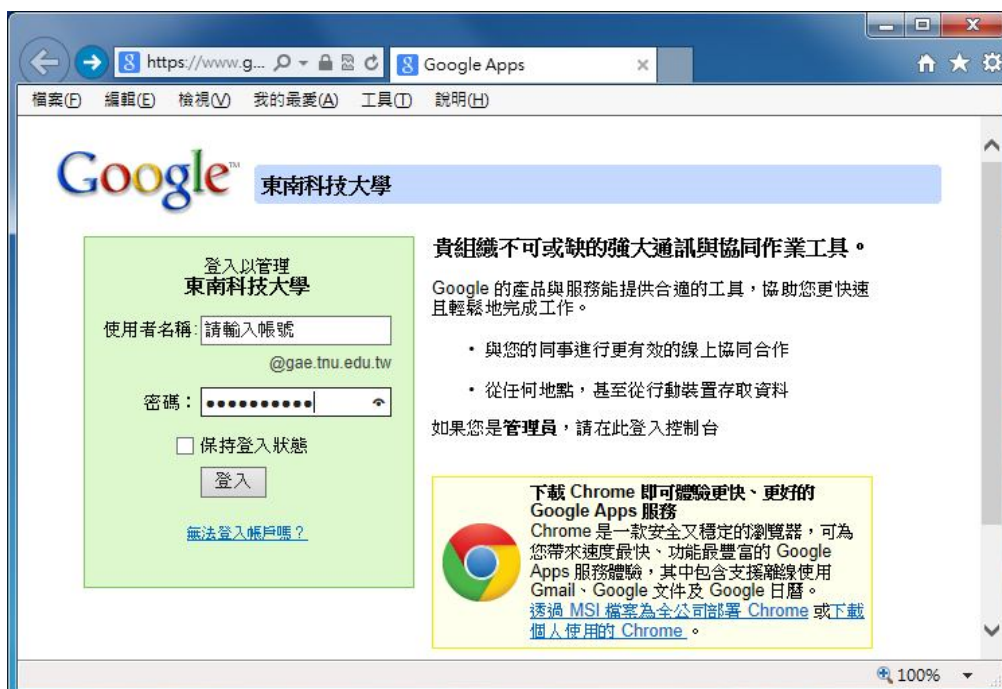 https://www.g...
Google Apps
檔案(F) 編輯(E) 檢視(V) 我的最愛(A) 工具(T) 說明(H)
Google™ 東南科技大學
登入以管理
東南科技大學
使用者名稱: 請輸入帳號
@gae.tnu.edu.tw
密碼: ●●●●●●●●●●
保持登入狀態
登入
無法登入帳戶嗎?
貴組織不可或缺的強大通訊與協同作業工具。
Google 的產品與服務能提供合適的工具,協助您更快速
且輕鬆地完成工作。
・與您的同事進行更有效的線上協同合作
・從任何地點,甚至從行動裝置存取資料
如果您是管理員,請在此登入控制台
下載 Chrome 即可體驗更快、更好的
Google Apps 服務
Chrome 是一款安全又穩定的瀏覽器,可為
您帶來速度最快、功能最豐富的 Google
Apps 服務體驗,其中包含支援離線使用
Gmail、Google 文件及 Google 日曆。
透過 MSI 檔案為全公司部署 Chrome 或下載
個人使用的 Chrome 。
100%